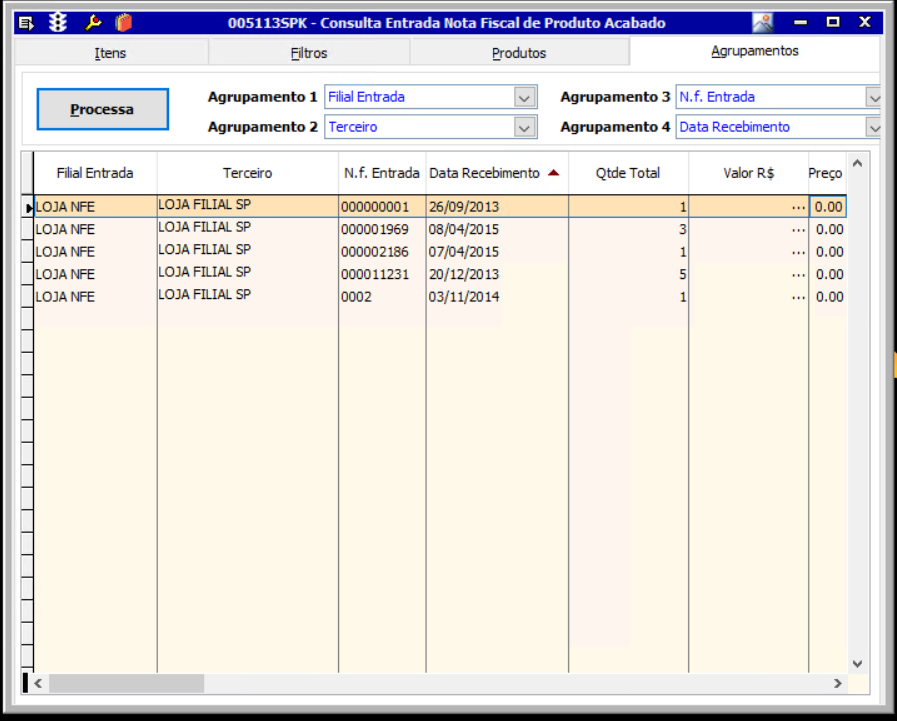 005113SPK - Consulta Entrada Nota Fiscal de Produto Acabado
Itens Filtros Produtos Agrupamentos
Processa
Agrupamento 1 Filial Entrada Agrupamento 3 N.f. Entrada
Agrupamento 2 Terceiro Agrupamento 4 Data Recebimento
Filial Entrada Terceiro N.f. Entrada Data Recebimento Qtde Total Valor R$ Preço
LOJA NFE LOJA FILIAL SP 000000001 26/09/2013 1 ... 0.00
LOJA NFE LOJA FILIAL SP 000001969 08/04/2015 3 ... 0.00
LOJA NFE LOJA FILIAL SP 000002186 07/04/2015 1 ... 0.00
LOJA NFE LOJA FILIAL SP 000011231 20/12/2013 5 ... 0.00
LOJA NFE LOJA FILIAL SP 0002 03/11/2014 1 ... 0.00